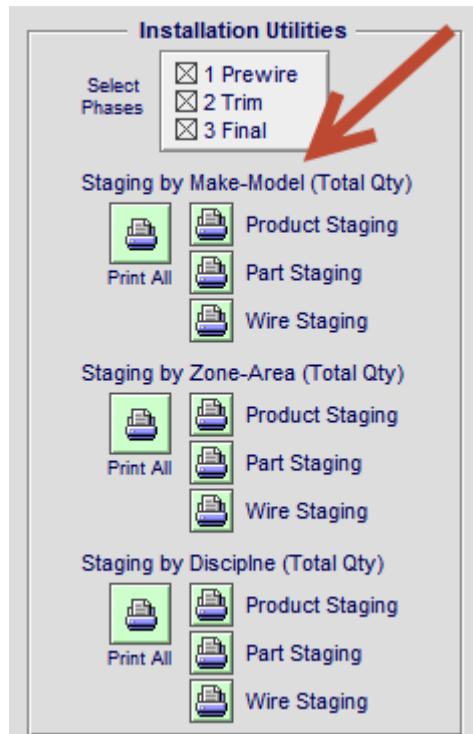 Installation Utilities
Select
Phases
1 Prewire
2 Trim
3 Final
Staging by Make-Model (Total Qty)
Print All
Product Staging
Part Staging
Wire Staging
Staging by Zone-Area (Total Qty)
Print All
Product Staging
Part Staging
Wire Staging
Staging by Disciplne (Total Qty)
Print All
Product Staging
Part Staging
Wire Staging